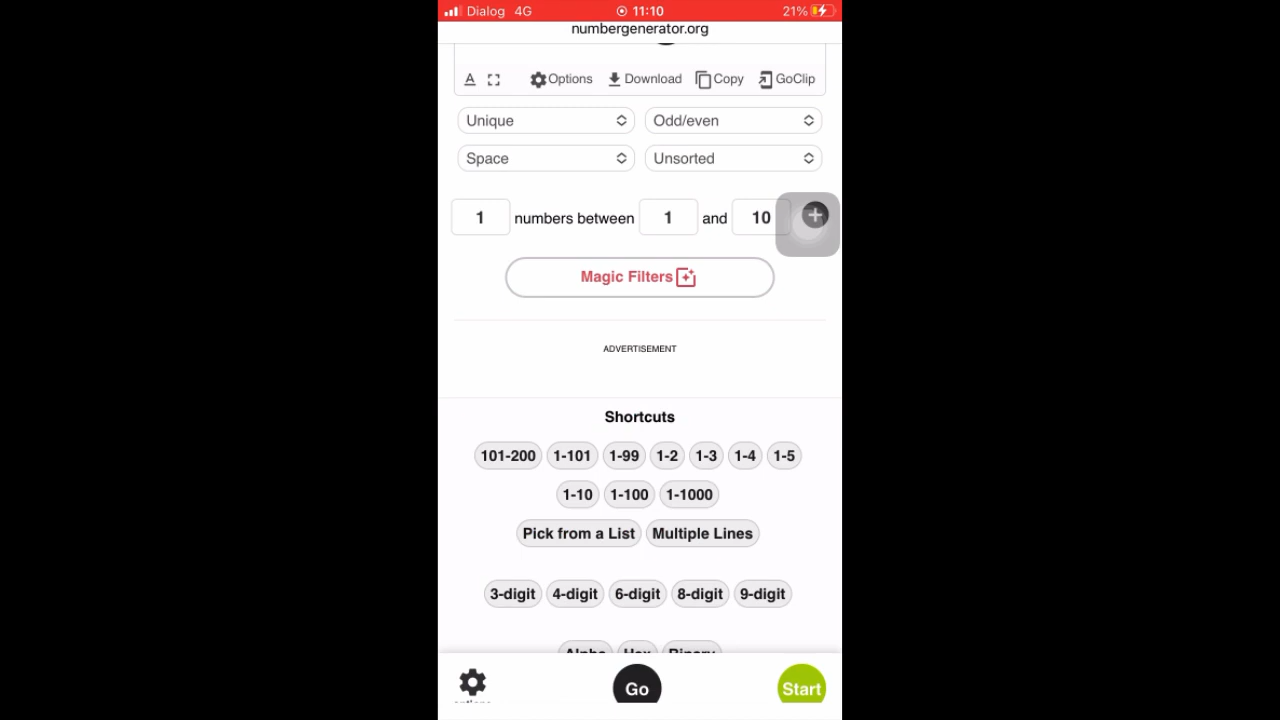 Dialog 4G 11:10 21%
numbergenerator.org
A Options Download Copy GoClip
Unique Odd/even
Space Unsorted
1 numbers between 1 and 10
Magic Filters
ADVERTISEMENT
Shortcuts
101-200 1-101 1-99 1-2 1-3 1-4 1-5
1-10 1-100 1-1000
Pick from a List Multiple Lines
3-digit 4-digit 6-digit 8-digit 9-digit
Alpha Hex Binary
Go Start